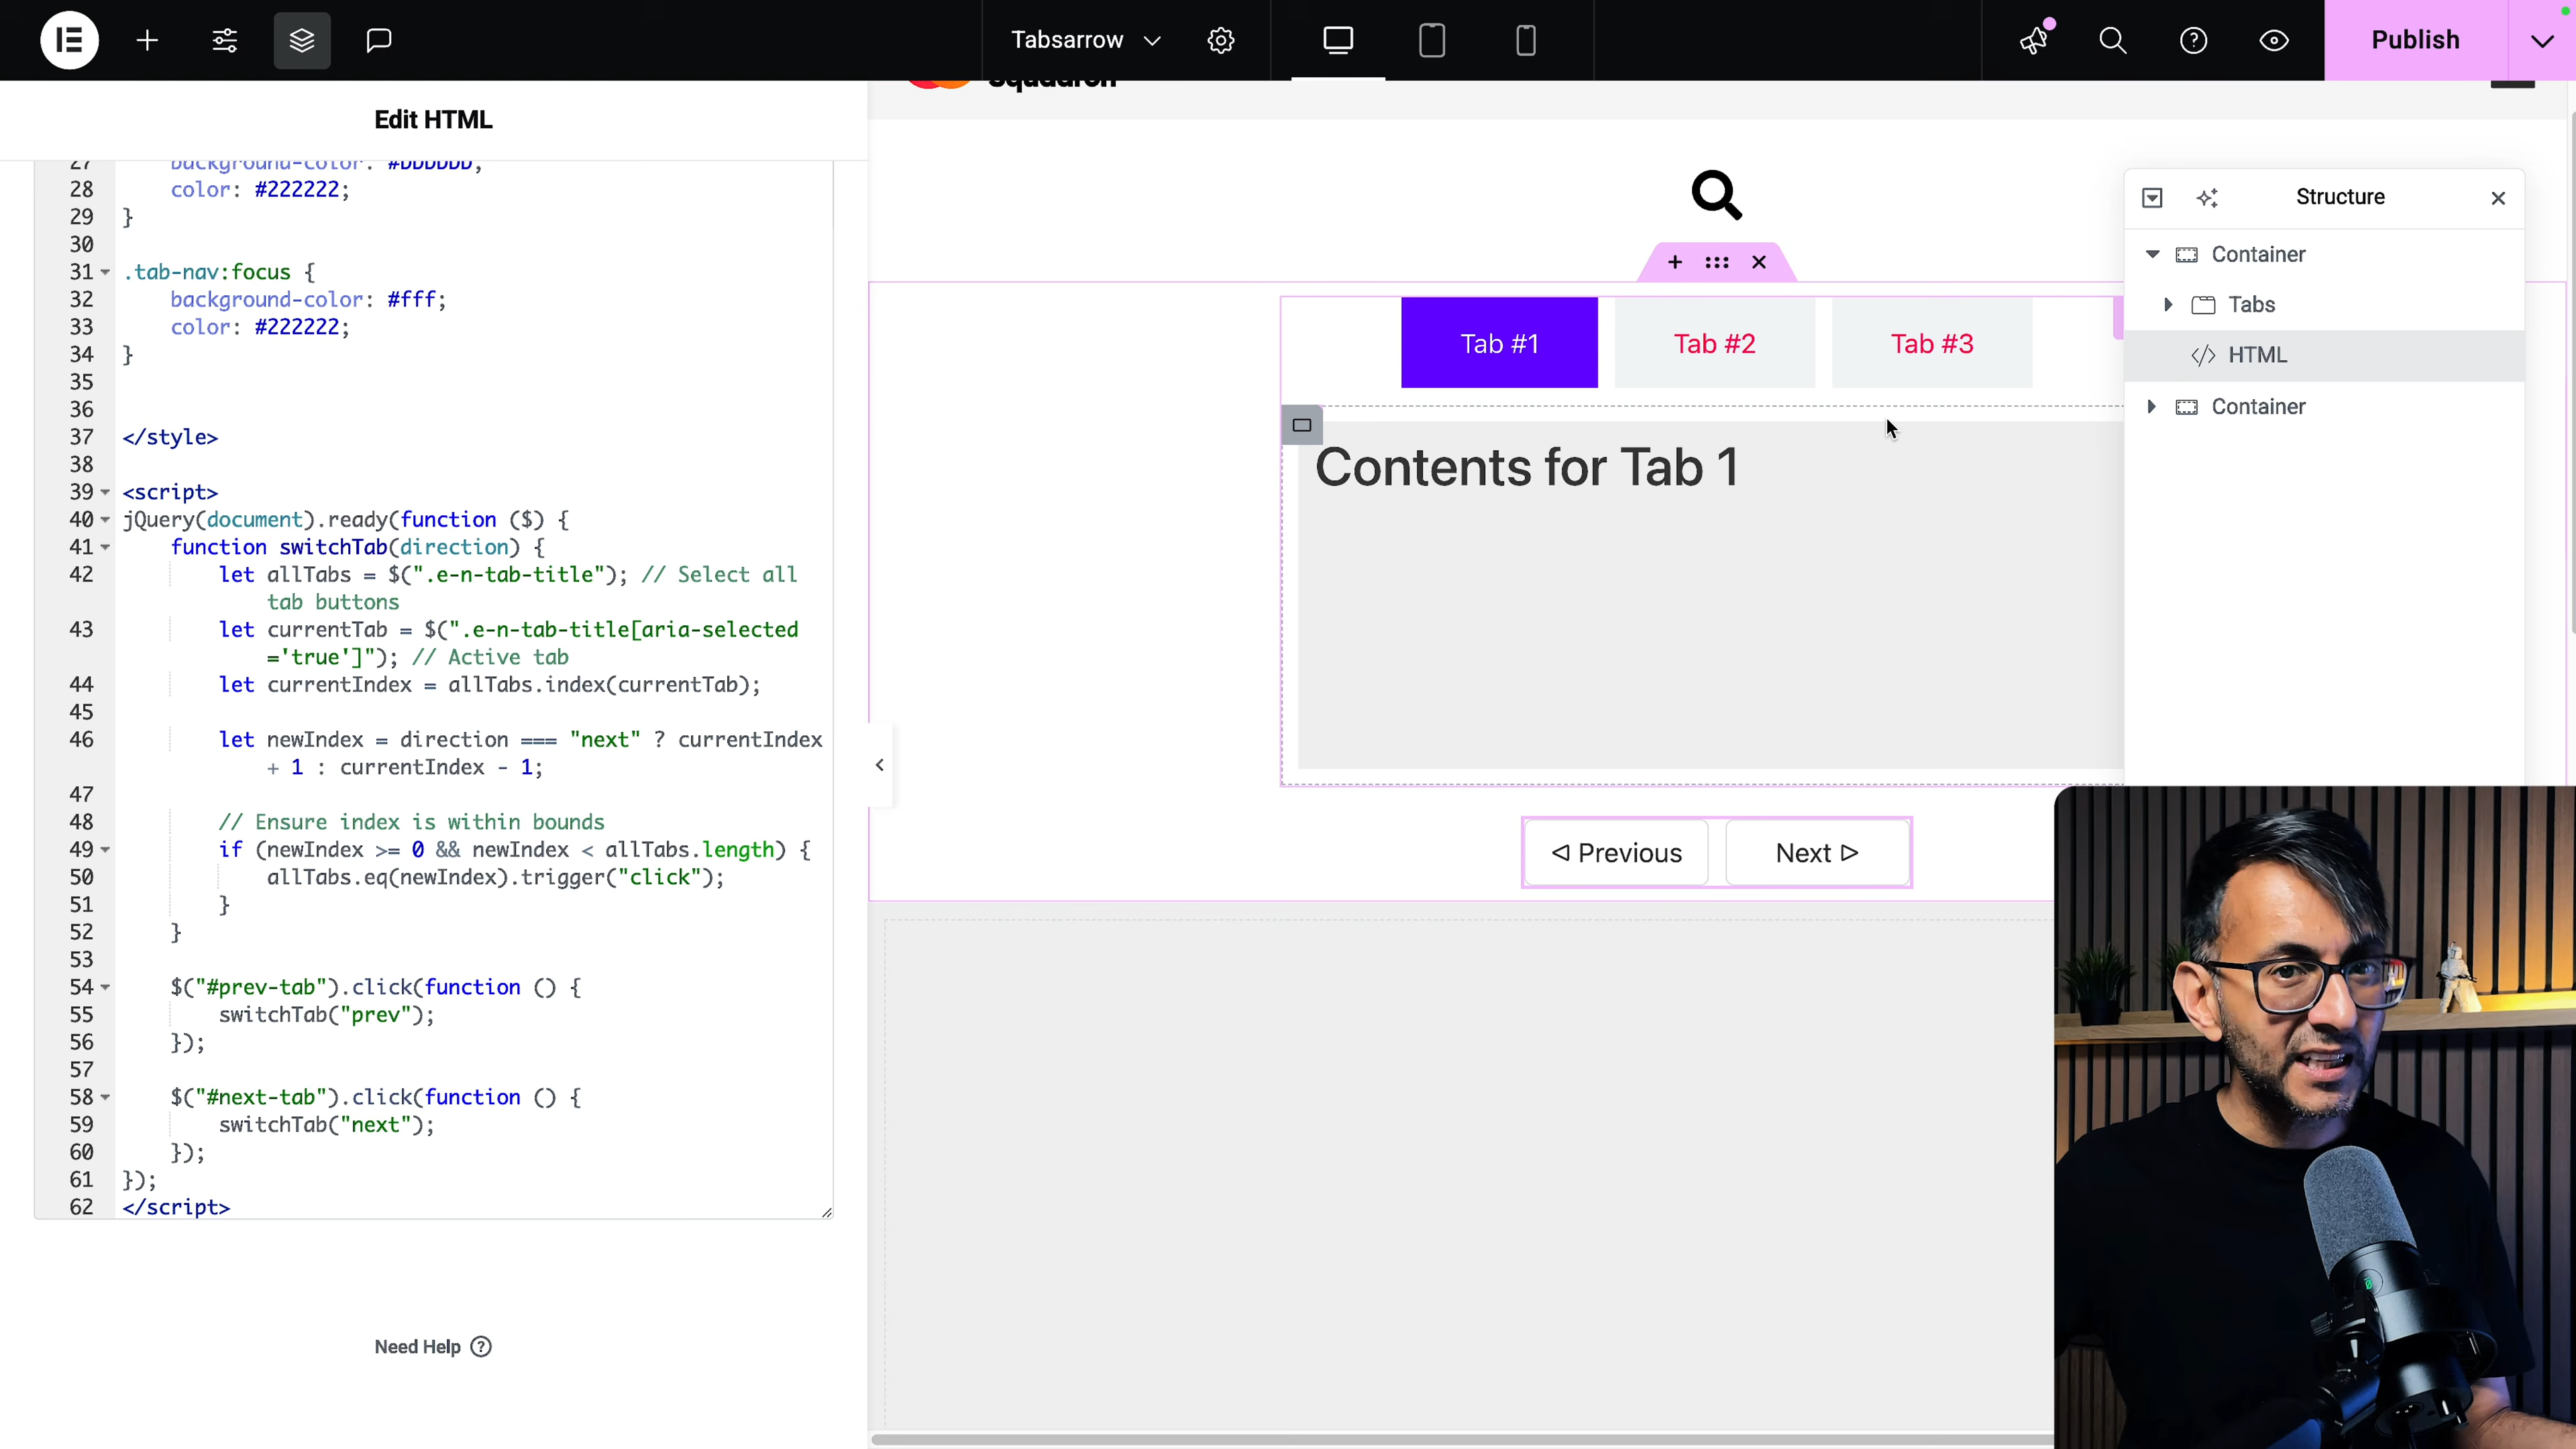 Tabsarrow
Publish
Edit HTML
27 background-color: #DDDDDD;
28 color: #222222;
29 }
30
31 .tab-nav:focus {
32 background-color: #fff;
33 color: #222222;
34 }
35
36
37 </style>
38
39 <script>
40 jQuery(document).ready(function ($) {
41 function switchTab(direction) {
42 let allTabs = $(".e-n-tab-title"); // Select all
tab buttons
43 let currentTab = $(".e-n-tab-title[aria-selected
='true']"); // Active tab
44 let currentIndex = allTabs.index(currentTab);
45
46 let newIndex = direction === "next" ? currentIndex
+ 1 : currentIndex - 1;
47
48 // Ensure index is within bounds
49 if (newIndex >= 0 && newIndex < allTabs.length) {
50 allTabs.eq(newIndex).trigger("click");
51 }
52 }
53
54 $("#prev-tab").click(function () {
55 switchTab("prev");
56 });
57
58 $("#next-tab").click(function () {
59 switchTab("next");
60 });
61 });
62 </script>
Need Help
Squadron
Tab #1
Tab #2
Tab #3
Contents for Tab 1
Previous
Next
Structure
Container
Tabs
</> HTML
Container